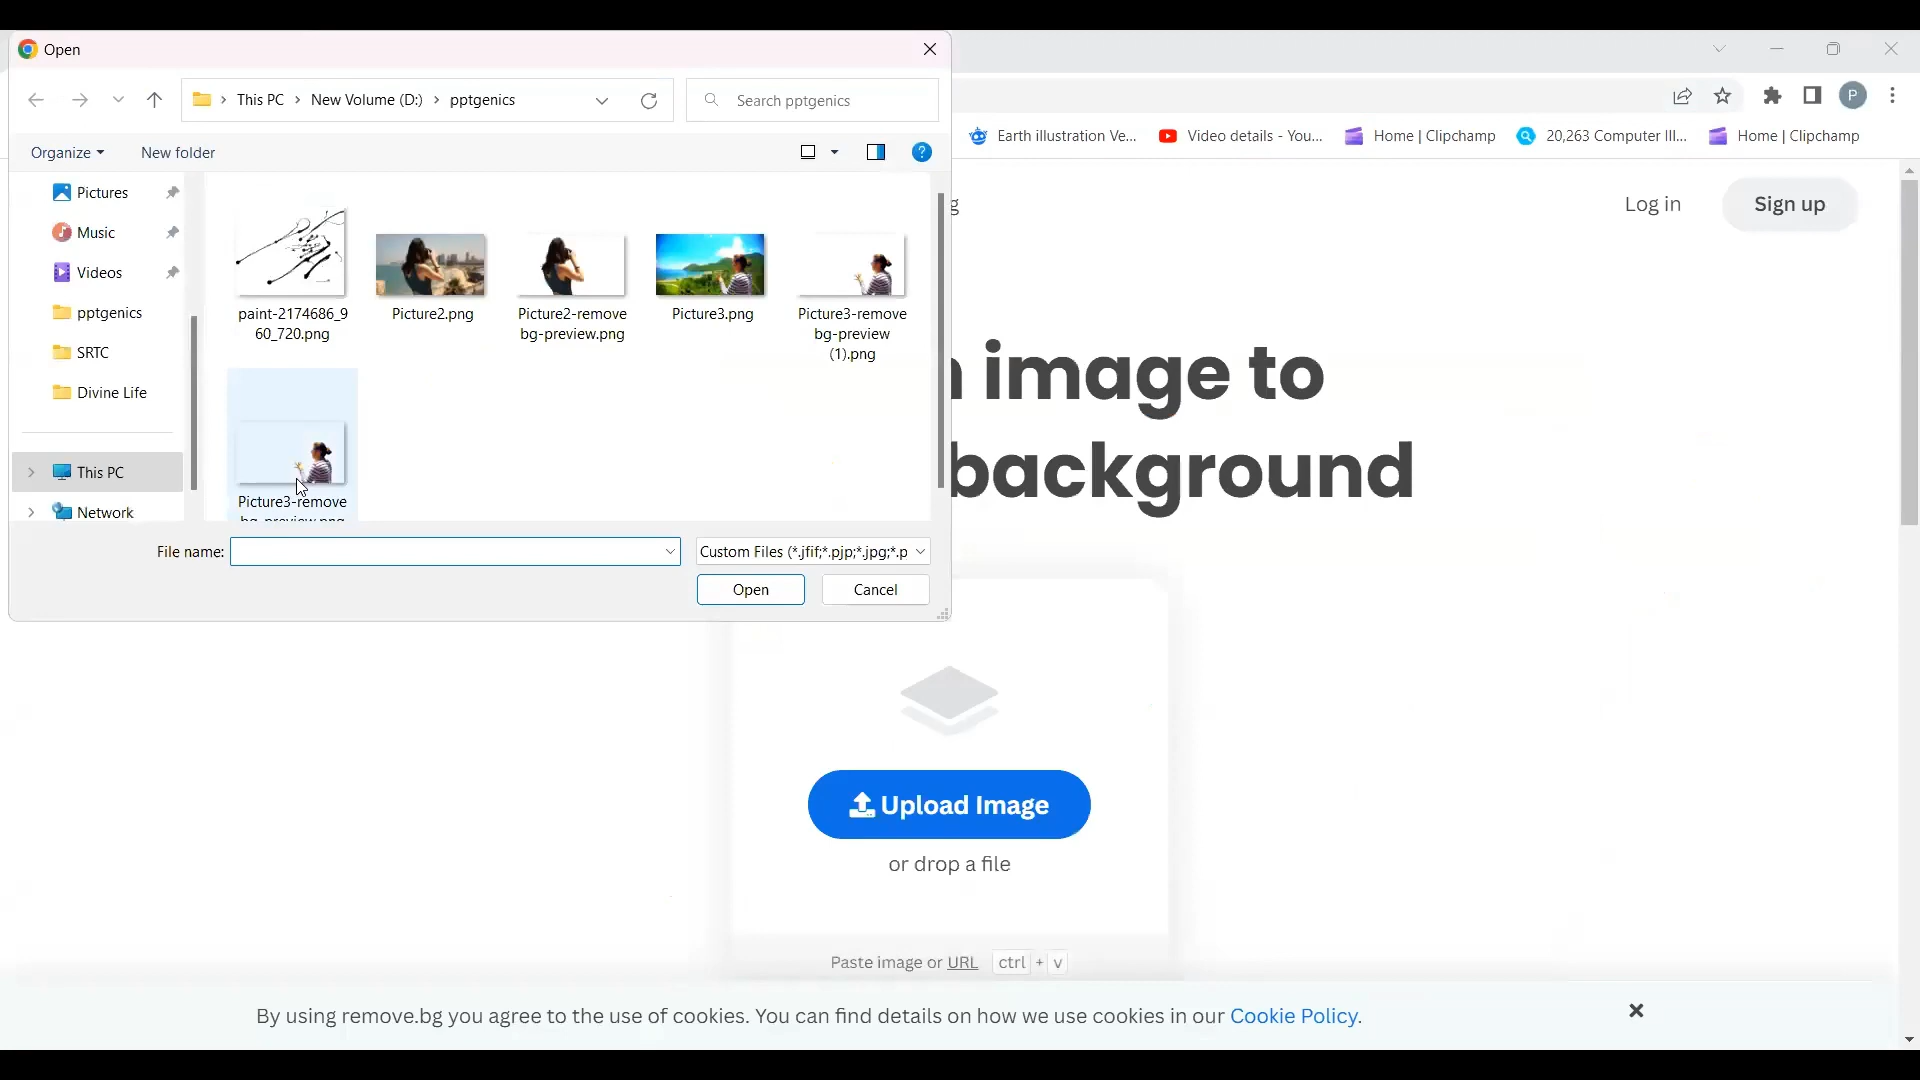 Open
This PC > New Volume (D:) > pptgenics
Search pptgenics
P
Organize
New folder
Earth illustration Ve...
Video details - You...
Home | Clipchamp
20,263 Computer Ill...
Home | Clipchamp
Pictures
Music
Videos
pptgenics
SRTC
Divine Life
This PC
Network
paint-2174686_9
60_720.png
Picture2.png
Picture2-remove
bg-preview.png
Picture3.png
Picture3-remove
bg-preview
(1).png
Picture3-remove
bg-preview.png
File name:
Custom Files (*.jfif;*.pjp;*.jpg;*.p
Open
Cancel
g
Log in
Sign up
image to
background
Upload Image
or drop a file
Paste image or URL ctrl + v
By using remove.bg you agree to the use of cookies. You can find details on how we use cookies in our Cookie Policy.